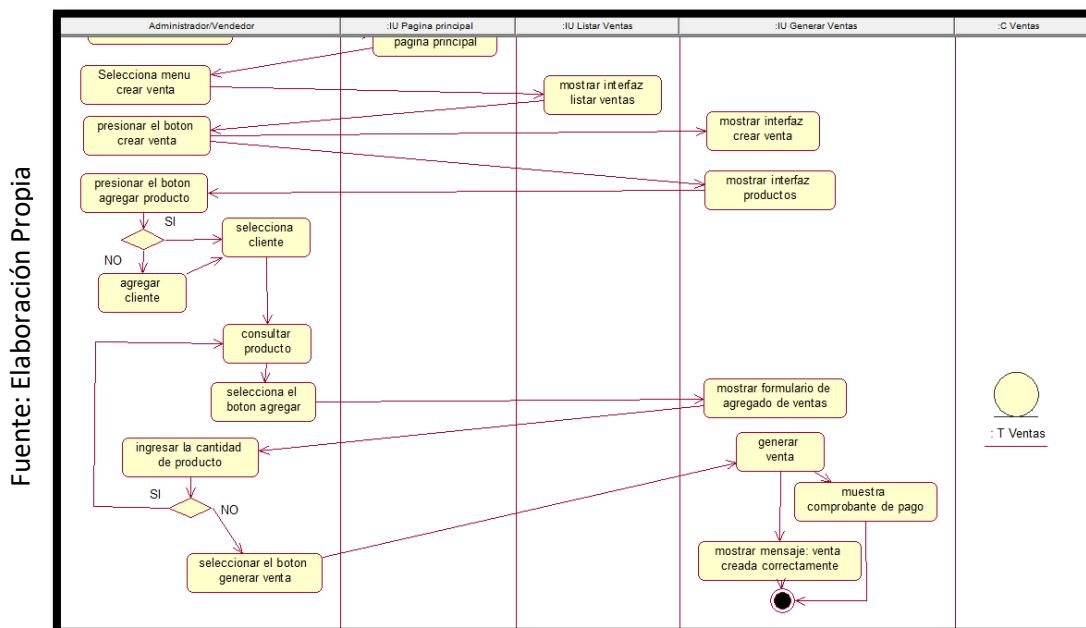 Administrador/Vendedor
:IU Pagina principal
:IU Listar Ventas
:IU Generar Ventas
:C Ventas
pagina principal
Selecciona menu
crear venta
mostrar interfaz
listar ventas
presionar el boton
crear venta
mostrar interfaz
crear venta
presionar el boton
agregar producto
mostrar interfaz
productos
SI
selecciona
cliente
NO
agregar
cliente
consultar
producto
selecciona el
boton agregar
mostrar formulario de
agregado de ventas
: T Ventas
ingresar la cantidad
de producto
generar
venta
SI
NO
muestra
comprobante de pago
seleccionar el boton
generar venta
mostrar mensaje: venta
creada correctamente
Fuente: Elaboración Propia